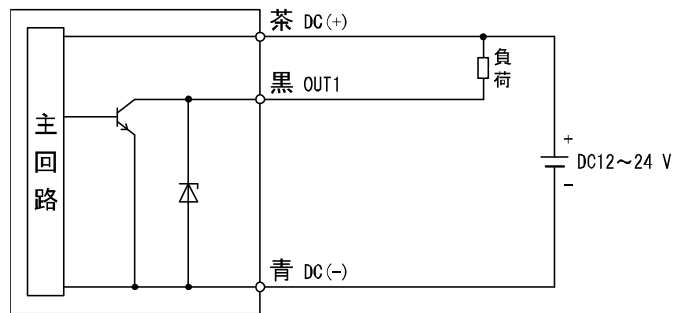 茶 DC(+)
負荷
黒 OUT1
主回路
+
DC12～24 V
−
青 DC(−)